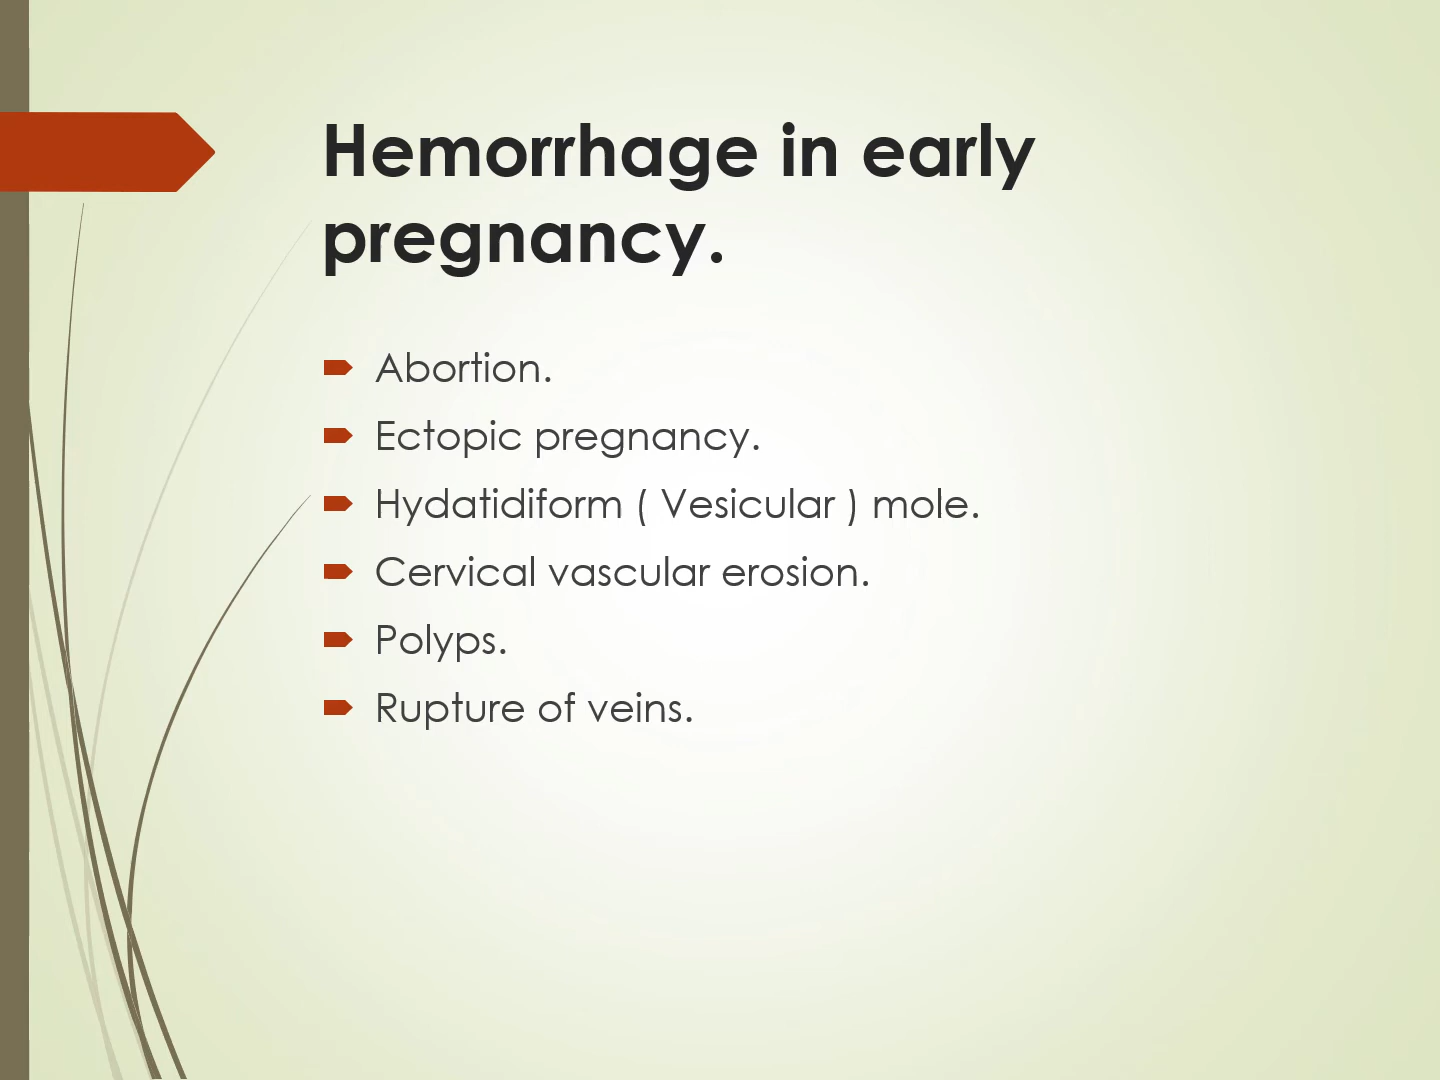 Hemorrhage in early
pregnancy.
Abortion.
Ectopic pregnancy.
Hydatidiform ( Vesicular ) mole.
Cervical vascular erosion.
Polyps.
Rupture of veins.